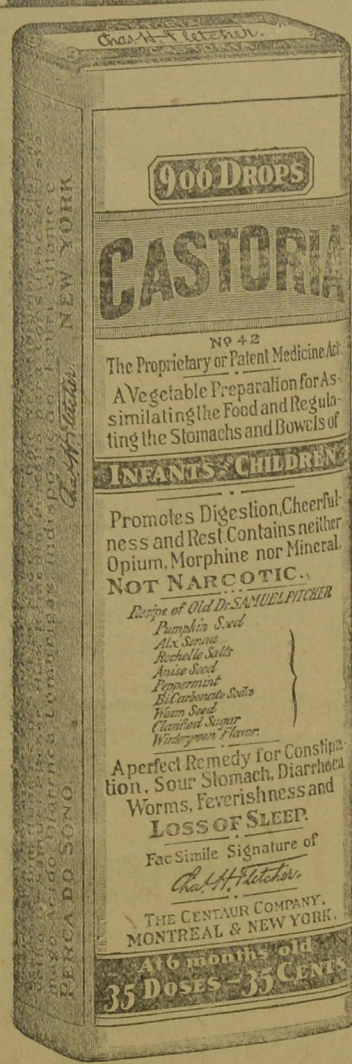 Chas. H. Fletcher.
900 DROPS
CASTORIA
Nº 42
The Proprietary or Patent Medicine Act.
A Vegetable Preparation for As-
similating the Food and Regula-
ting the Stomachs and Bowels of
INFANTS & CHILDREN
Promotes Digestion, Cheerful-
ness and Rest. Contains neither
Opium, Morphine nor Mineral.
NOT NARCOTIC.
Recipe of Old Dr. SAMUEL PITCHER
Pumpkin Seed
Alx. Senna
Rochelle Salts
Anise Seed
Peppermint
Bi Carbonate Soda
Worm Seed
Clarified Sugar
Wintergreen Flavor.
A perfect Remedy for Constipa-
tion, Sour Stomach, Diarrhoea
Worms, Feverishness and
LOSS OF SLEEP.
Fac Simile Signature of
Chas. H. Fletcher.
THE CENTAUR COMPANY,
MONTREAL & NEW YORK.
At 6 months old
35 DOSES - 35 CENTS
PERCA DO SONO.
Chas. H. Fletcher
NEW YORK